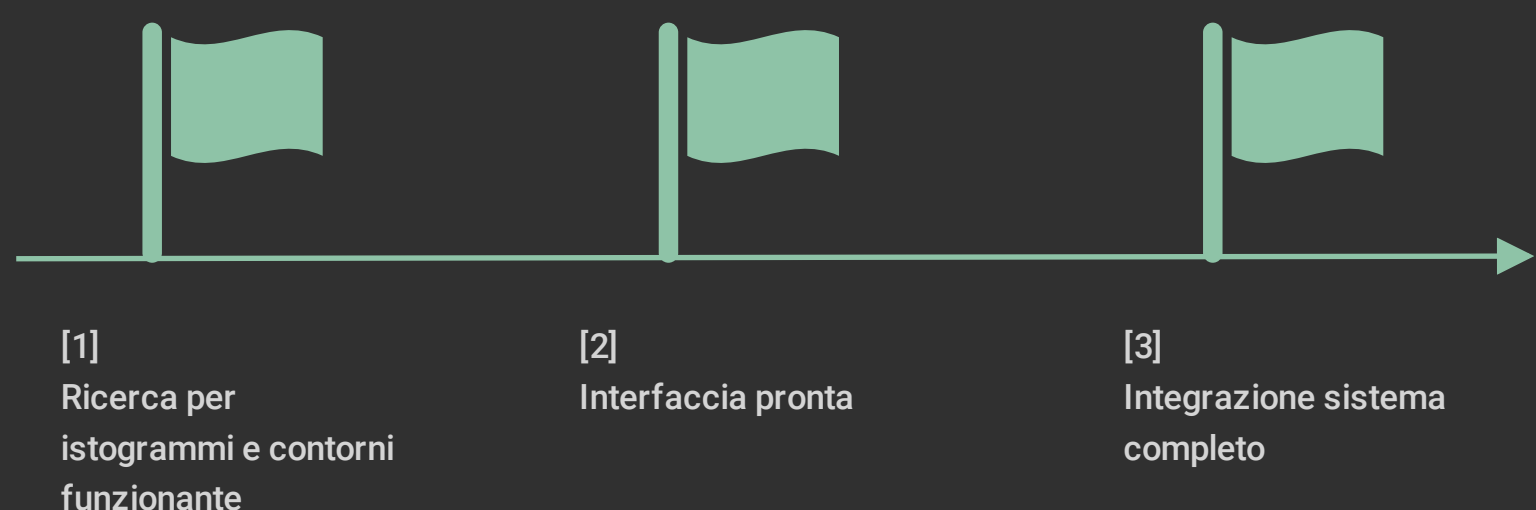 [1]
Ricerca per
istogrammi e contorni
funzionante
[2]
Interfaccia pronta
[3]
Integrazione sistema
completo